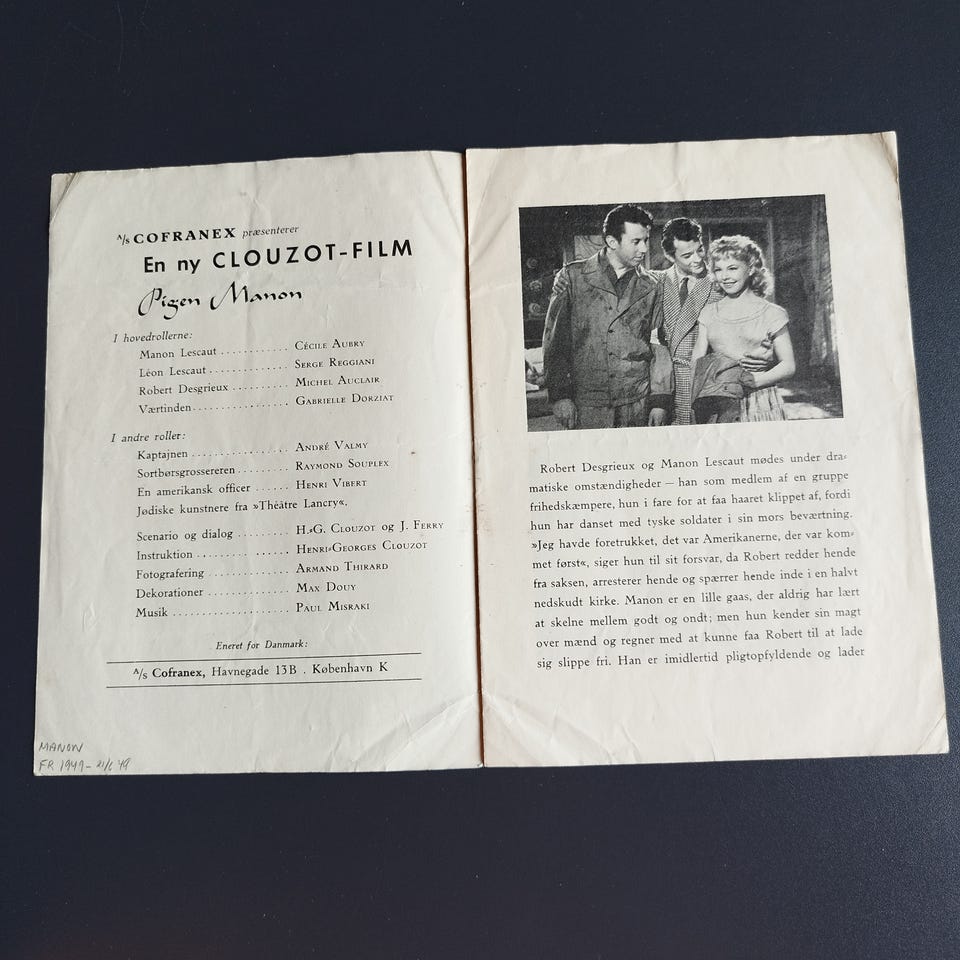 A/s COFRANEX præsenterer
En ny CLOUZOT-FILM
Pigen Manon
I hovedrollerne:
Manon Lescaut ............ CÉCILE AUBRY
Léon Lescaut .............. SERGE REGGIANI
Robert Desgrieux .......... MICHEL AUCLAIR
Værtinden ................ GABRIELLE DORZIAT
I andre roller:
Kaptajnen ................ ANDRÉ VALMY
Sortbørsgrossereren ........ RAYMOND SOUPLEX
En amerikansk officer ...... HENRI VIBERT
Jødiske kunstnere fra »Théâtre Lancry«.
Scenario og dialog ........ H.-G. CLOUZOT og J. FERRY
Instruktion .............. HENRI-GEORGES CLOUZOT
Fotografering ............ ARMAND THIRARD
Dekorationer .............. MAX DOUY
Musik .................... PAUL MISRAKI
Eneret for Danmark:
A/s Cofranex, Havnegade 13 B . København K
MANON
FR 1949 - 21/6 49
Robert Desgrieux og Manon Lescaut mødes under dra-
matiske omstændigheder — han som medlem af en gruppe
frihedskæmpere, hun i fare for at faa haaret klippet af, fordi
hun har danset med tyske soldater i sin mors beværtning.
»Jeg havde foretrukket, det var Amerikanerne, der var kom-
met først«, siger hun til sit forsvar, da Robert redder hende
fra saksen, arresterer hende og spærrer hende inde i en halvt
nedskudt kirke. Manon er en lille gaas, der aldrig har lært
at skelne mellem godt og ondt; men hun kender sin magt
over mænd og regner med at kunne faa Robert til at lade
sig slippe fri. Han er imidlertid pligtopfyldende og lader